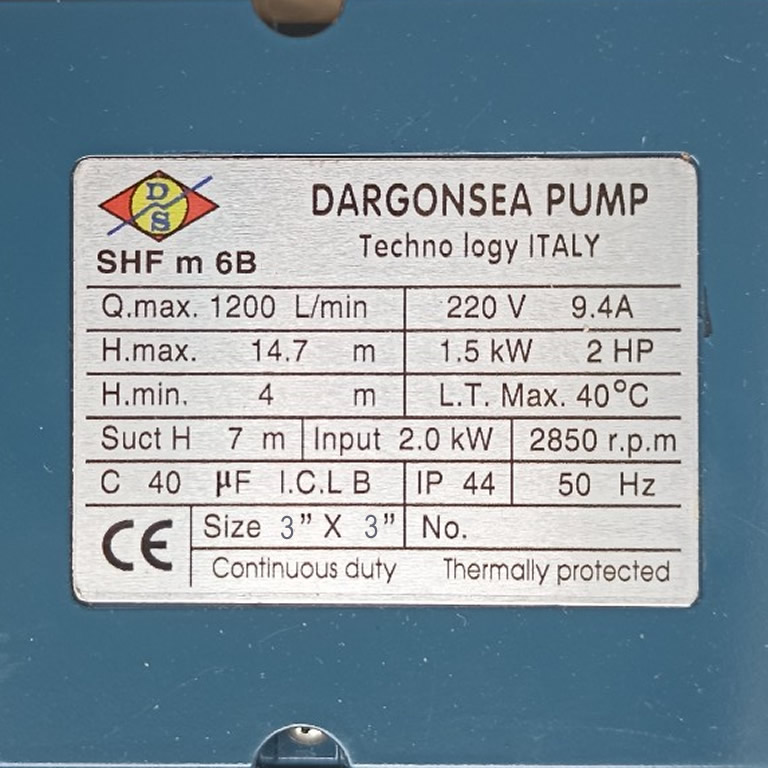 D
S
DARGONSEA PUMP
Techno logy ITALY
SHF m 6B
Q.max. 1200 L/min 220 V 9.4A
H.max. 14.7 m 1.5 kW 2 HP
H.min. 4 m L.T. Max. 40°C
Suct H 7 m Input 2.0 kW 2850 r.p.m
C 40 µF I.C.L B IP 44 50 Hz
CE Size 3” X 3” No.
Continuous duty Thermally protected